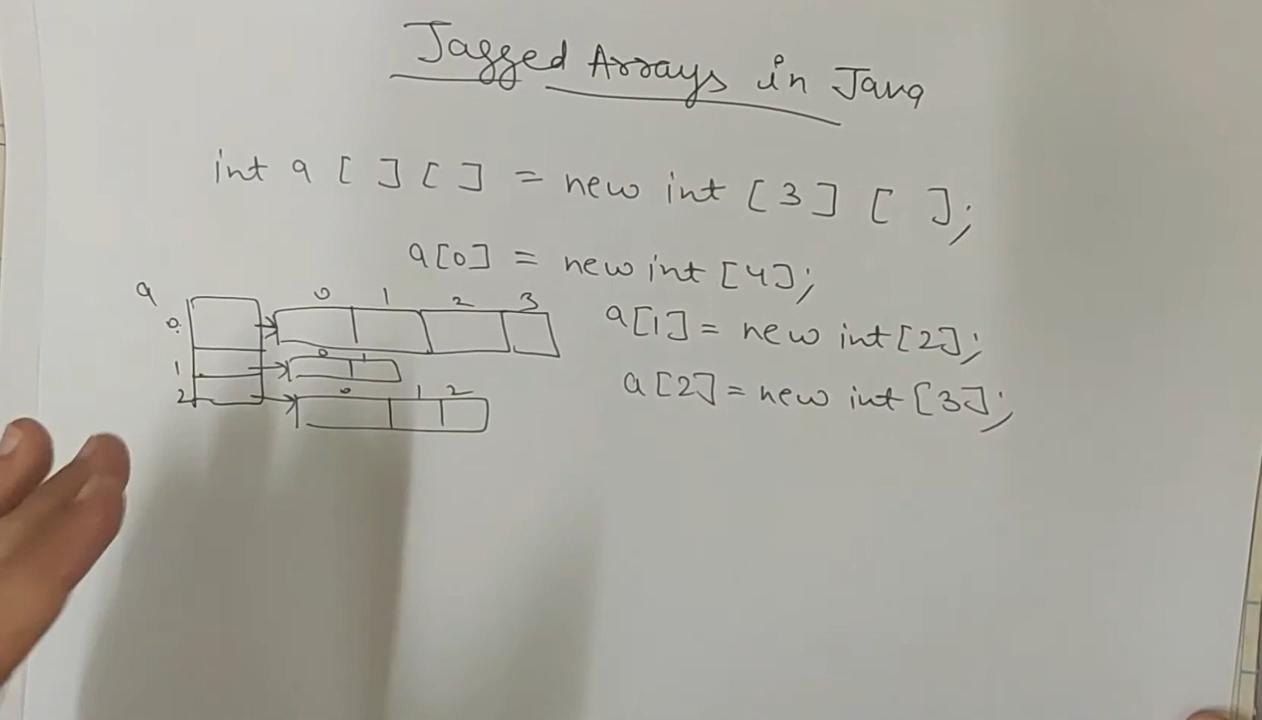 Jagged Arrays in Java
int a [ ] [ ] = new int [3] [ ];
a[0] = new int [4];
a
0 1 2 3
0
a[1] = new int[2];
0 1
1
a[2] = new int [3];
0 1 2
2